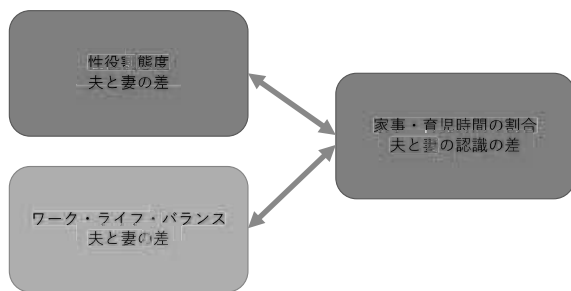 性役割態度
夫と妻の差
家事・育児時間の割合
夫と妻の認識の差
ワーク・ライフ・バランス
夫と妻の差